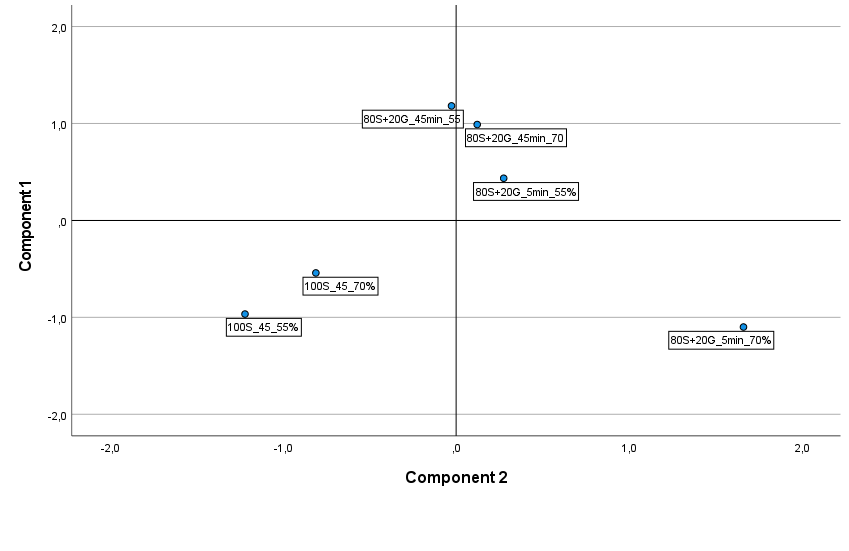 2,0
1,0
,0
-1,0
-2,0
Component 1
80S+20G_45min_55
80S+20G_45min_70
80S+20G_5min_55%
100S_45_70%
100S_45_55%
80S+20G_5min_70%
-2,0 -1,0 ,0 1,0 2,0
Component 2